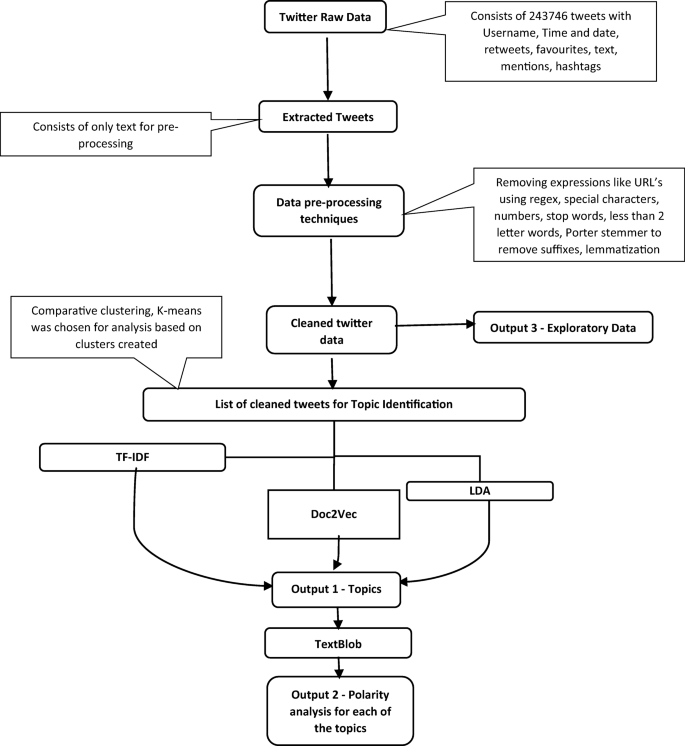 Twitter Raw Data
Consists of 243746 tweets with
Username, Time and date,
retweets, favourites, text,
mentions, hashtags
Extracted Tweets
Consists of only text for pre-
processing
Data pre-processing
techniques
Removing expressions like URL's
using regex, special characters,
numbers, stop words, less than 2
letter words, Porter stemmer to
remove suffixes, lemmatization
Comparative clustering, K-means
was chosen for analysis based on
clusters created
Cleaned twitter
data
Output 3 - Exploratory Data
List of cleaned tweets for Topic Identification
TF-IDF
LDA
Doc2Vec
Output 1 - Topics
TextBlob
Output 2 - Polarity
analysis for each of
the topics